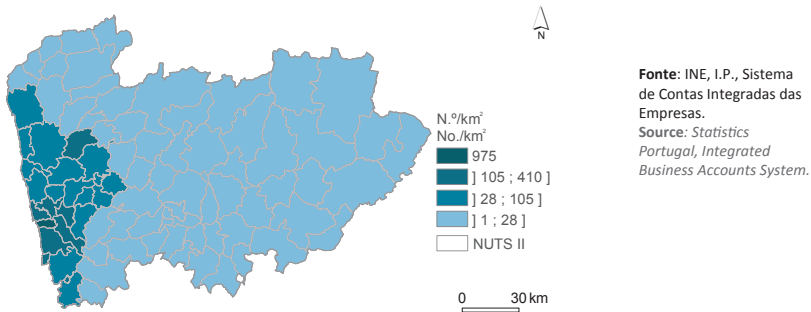 N
N.º/km²
No./km²
975
] 105 ; 410 ]
] 28 ; 105 ]
] 1 ; 28 ]
NUTS II
0 30 km
Fonte: INE, I.P., Sistema
de Contas Integradas das
Empresas.
Source: Statistics
Portugal, Integrated
Business Accounts System.